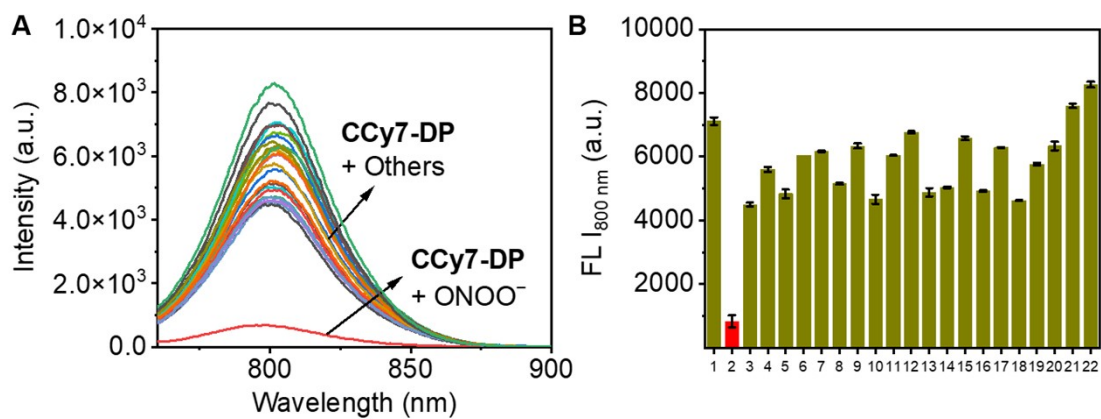 A
Intensity (a.u.)
1.0×10⁴
8.0×10³
6.0×10³
4.0×10³
2.0×10³
0.0
CCy7-DP
+ Others
CCy7-DP
+ ONOO⁻
800
850
900
Wavelength (nm)
B
FL I₈₀₀ ₙₘ (a.u.)
10000
8000
6000
4000
2000
1 2 3 4 5 6 7 8 9 10 11 12 13 14 15 16 17 18 19 20 21 22